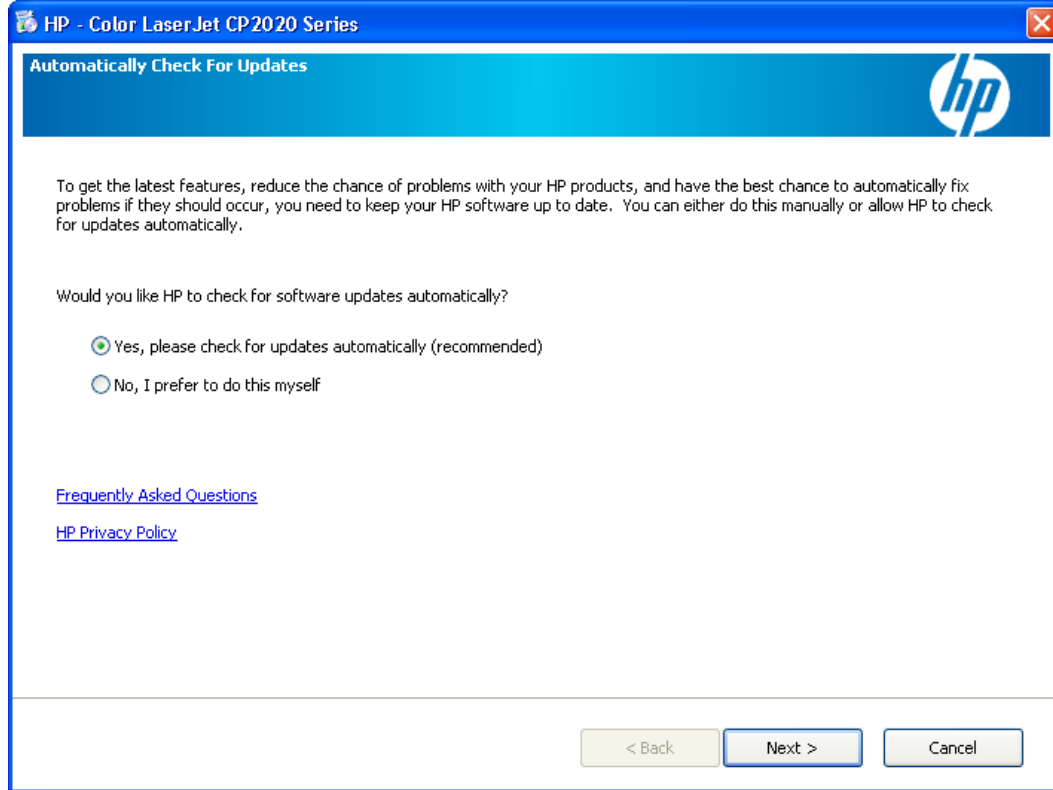 HP - Color LaserJet CP2020 Series
Automatically Check For Updates
hp
To get the latest features, reduce the chance of problems with your HP products, and have the best chance to automatically fix
problems if they should occur, you need to keep your HP software up to date.  You can either do this manually or allow HP to check
for updates automatically.
Would you like HP to check for software updates automatically?
Yes, please check for updates automatically (recommended)
No, I prefer to do this myself
Frequently Asked Questions
HP Privacy Policy
< Back Next > Cancel